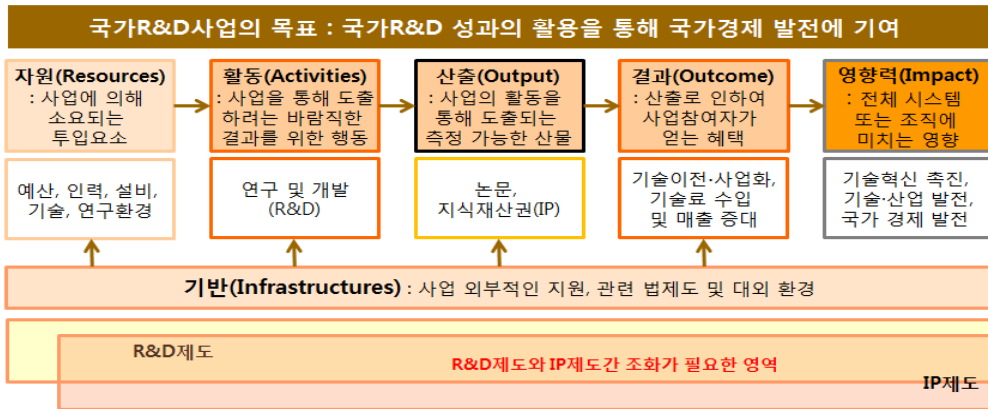 국가R&D사업의 목표 : 국가R&D 성과의 활용을 통해 국가경제 발전에 기여
자원(Resources)
: 사업에 의해
소요되는
투입요소
활동(Activities)
: 사업을 통해 도출
하려는 바람직한
결과를 위한 행동
산출(Output)
: 사업의 활동을
통해 도출되는
측정 가능한 산물
결과(Outcome)
: 산출로 인하여
사업참여자가
얻는 혜택
영향력(Impact)
: 전체 시스템
또는 조직에
미치는 영향
예산, 인력, 설비,
기술, 연구환경
연구 및 개발
(R&D)
논문,
지식재산권(IP)
기술이전·사업화,
기술료 수입
및 매출 증대
기술혁신 촉진,
기술·산업 발전,
국가 경제 발전
기반(Infrastructures) : 사업 외부적인 지원, 관련 법제도 및 대외 환경
R&D제도
R&D제도와 IP제도간 조화가 필요한 영역
IP제도